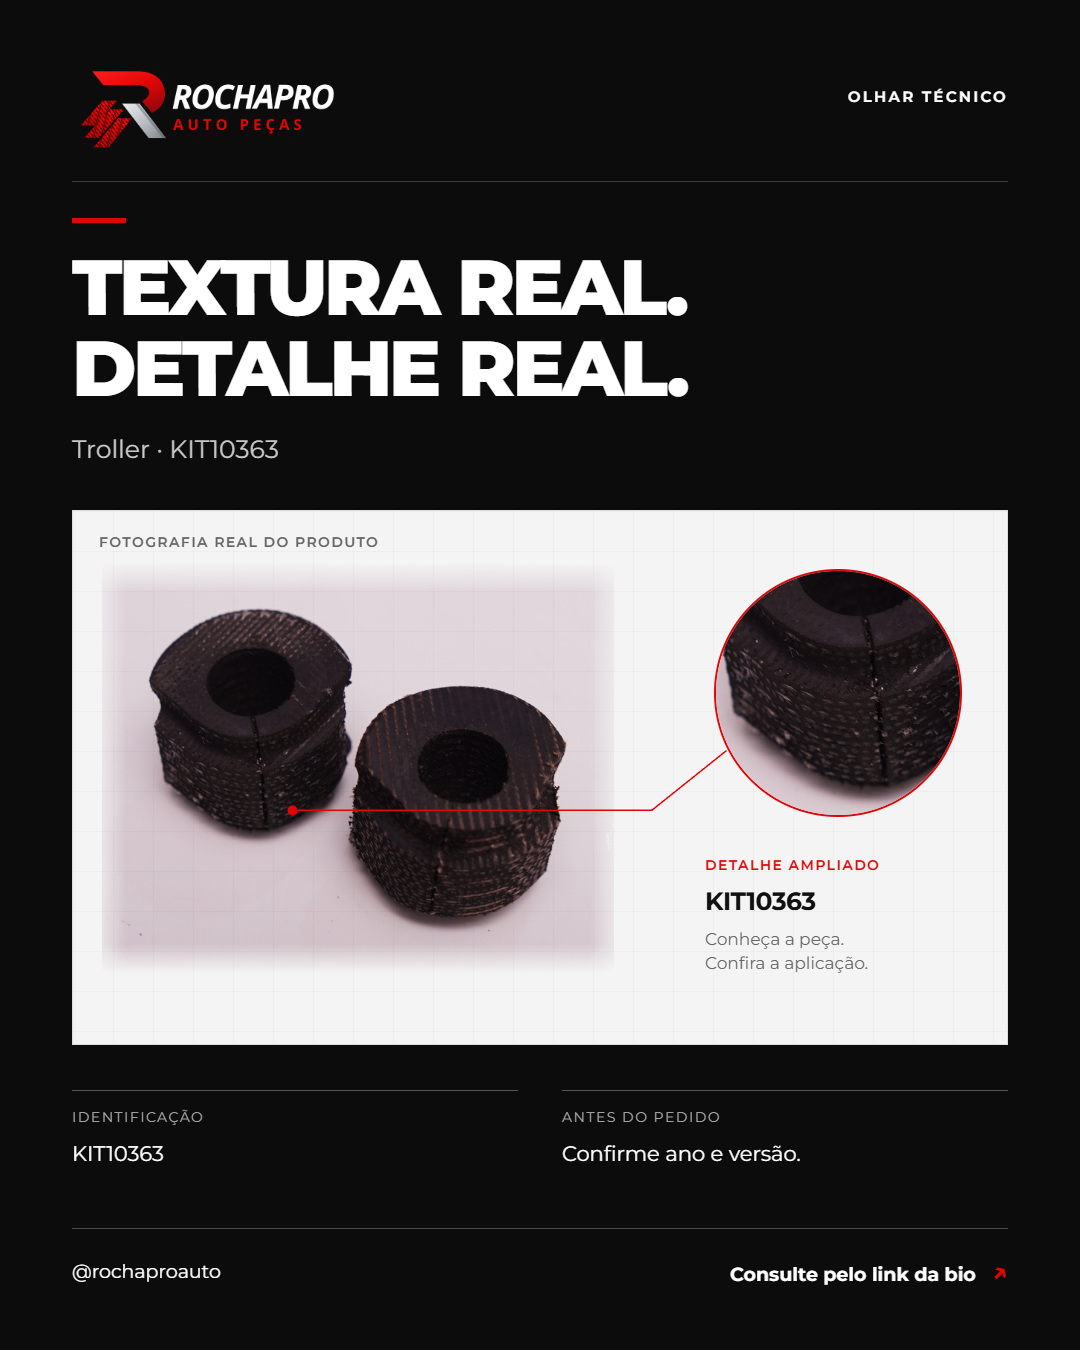 ROCHAPRO
AUTO PEÇAS
OLHAR TÉCNICO
TEXTURA REAL.
DETALHE REAL.
Troller · KIT10363
FOTOGRAFIA REAL DO PRODUTO
DETALHE AMPLIADO
KIT10363
Conheça a peça.
Confira a aplicação.
IDENTIFICAÇÃO
KIT10363
ANTES DO PEDIDO
Confirme ano e versão.
@rochaproauto
Consulte pelo link da bio